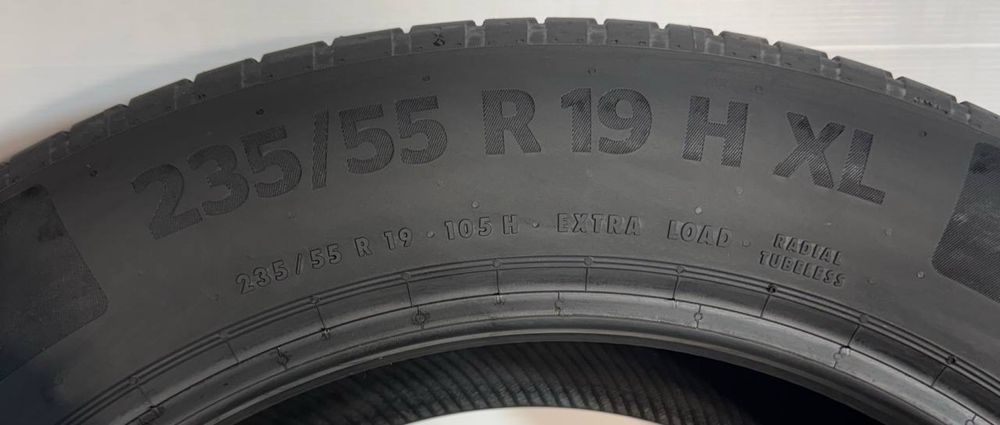 235/55 R 19 H XL
235/55 R 19 · 105 H · EXTRA LOAD · RADIAL
TUBELESS